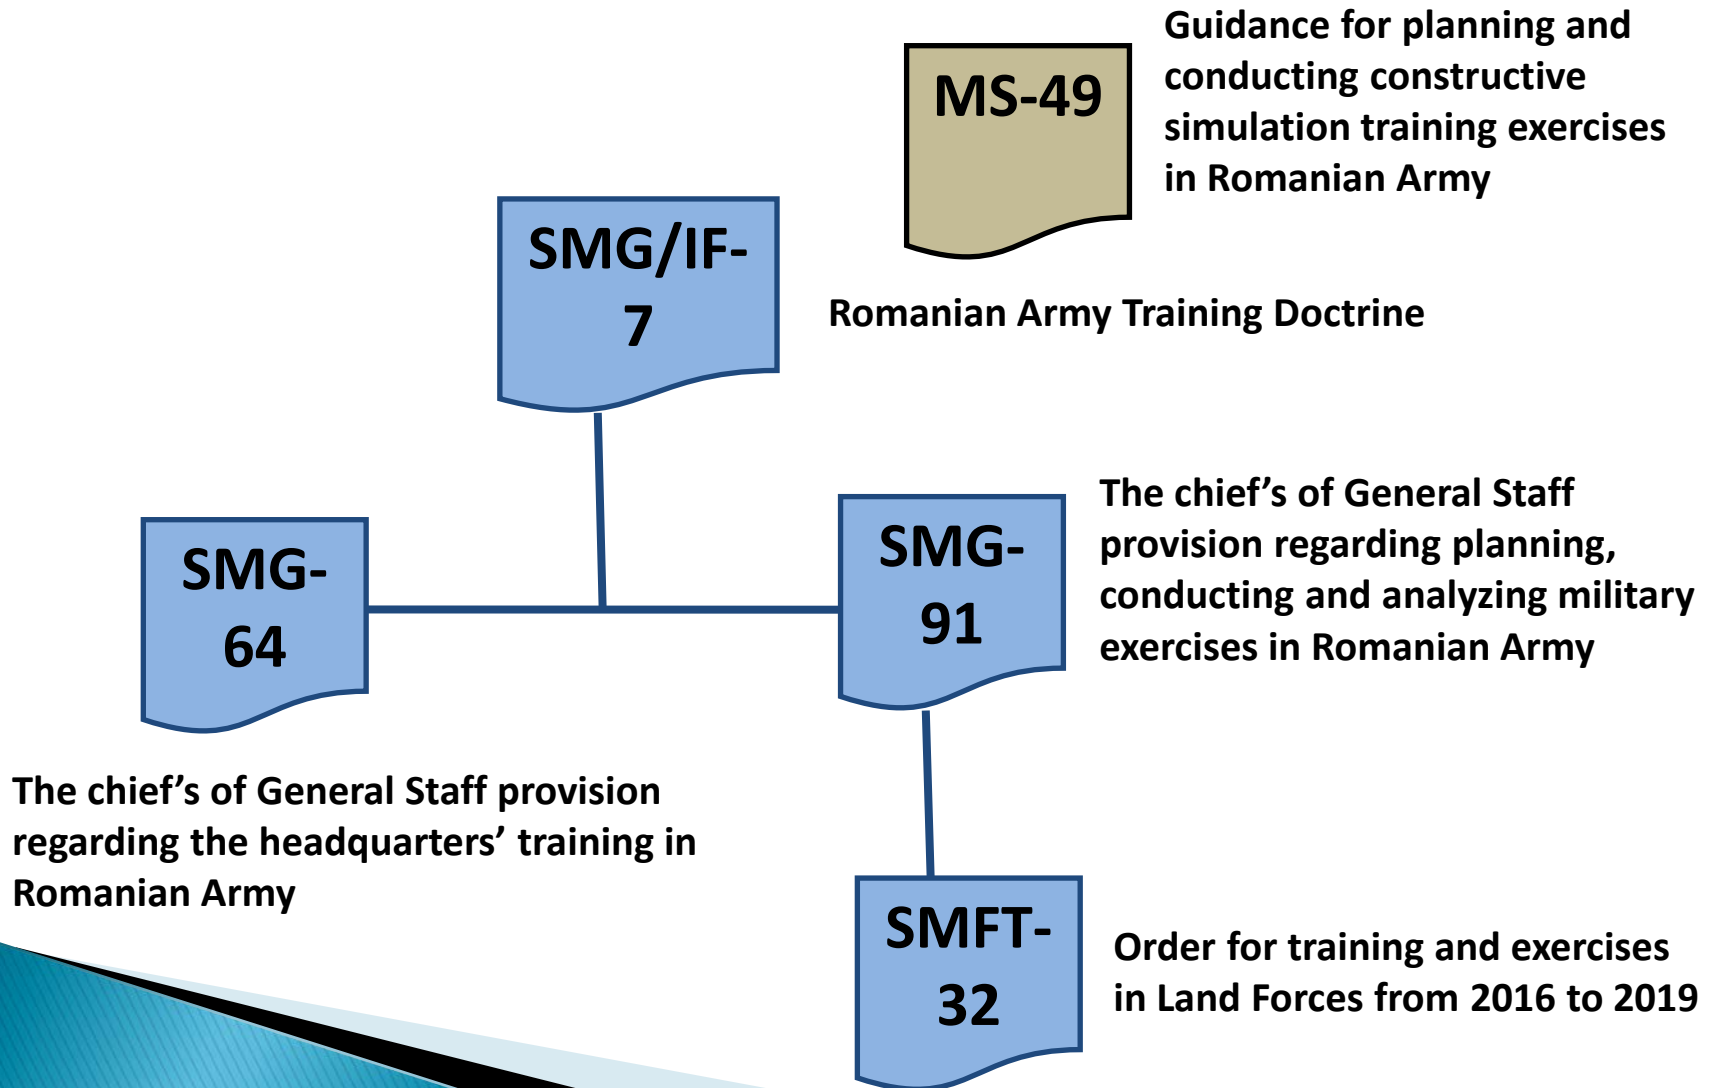 MS-49
Guidance for planning and
conducting constructive
simulation training exercises
in Romanian Army
SMG/IF-
7
Romanian Army Training Doctrine
SMG-
64
The chief’s of General Staff provision
regarding the headquarters’ training in
Romanian Army
SMG-
91
The chief’s of General Staff
provision regarding planning,
conducting and analyzing military
exercises in Romanian Army
SMFT-
32
Order for training and exercises
in Land Forces from 2016 to 2019